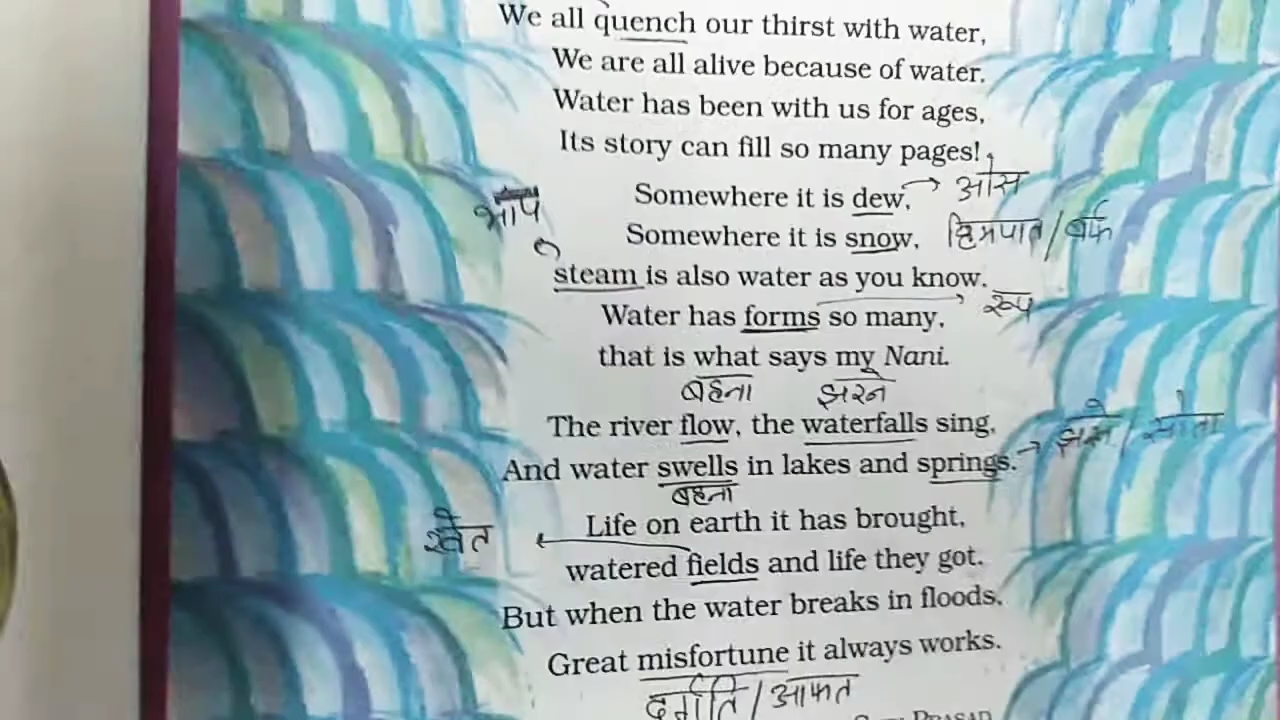 We all quench our thirst with water,
We are all alive because of water.
Water has been with us for ages,
Its story can fill so many pages!
Somewhere it is dew, → ओस
भाप
Somewhere it is snow, हिमपात/बर्फ
steam is also water as you know.
Water has forms so many, रूप
that is what says my Nani.
बहना झरने
The river flow, the waterfalls sing,
And water swells in lakes and springs. → झरने/सोता
बहना
Life on earth it has brought,
खेत
watered fields and life they got.
But when the water breaks in floods,
Great misfortune it always works.
आफत
PRASAD